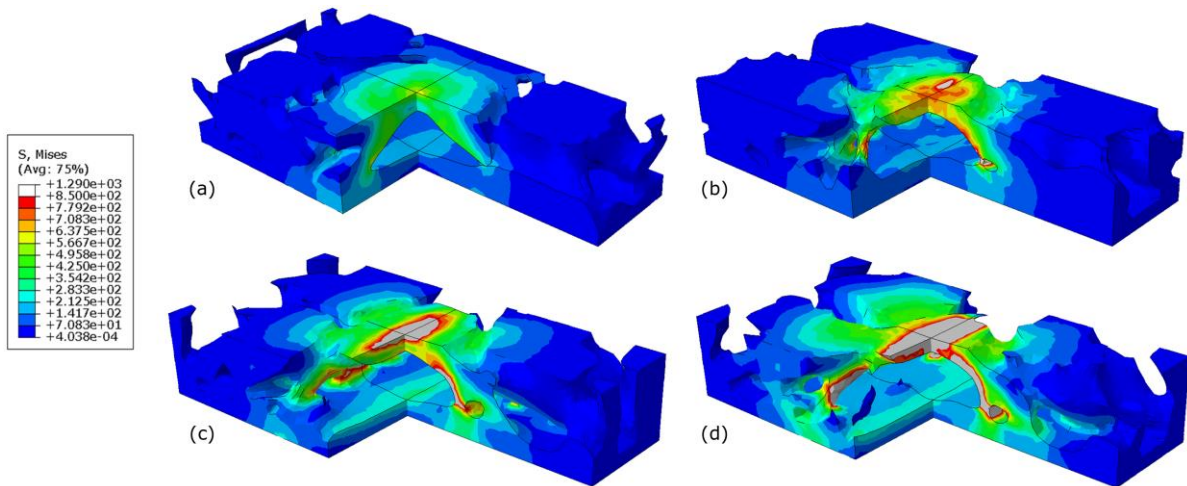 (a)
(b)
S, Mises
(Avg: 75%)
+1.290e+03
+8.500e+02
+7.792e+02
+7.083e+02
+6.375e+02
+5.667e+02
+4.958e+02
+4.250e+02
+3.542e+02
+2.833e+02
+2.125e+02
+1.417e+02
+7.083e+01
+4.038e-04
(c)
(d)